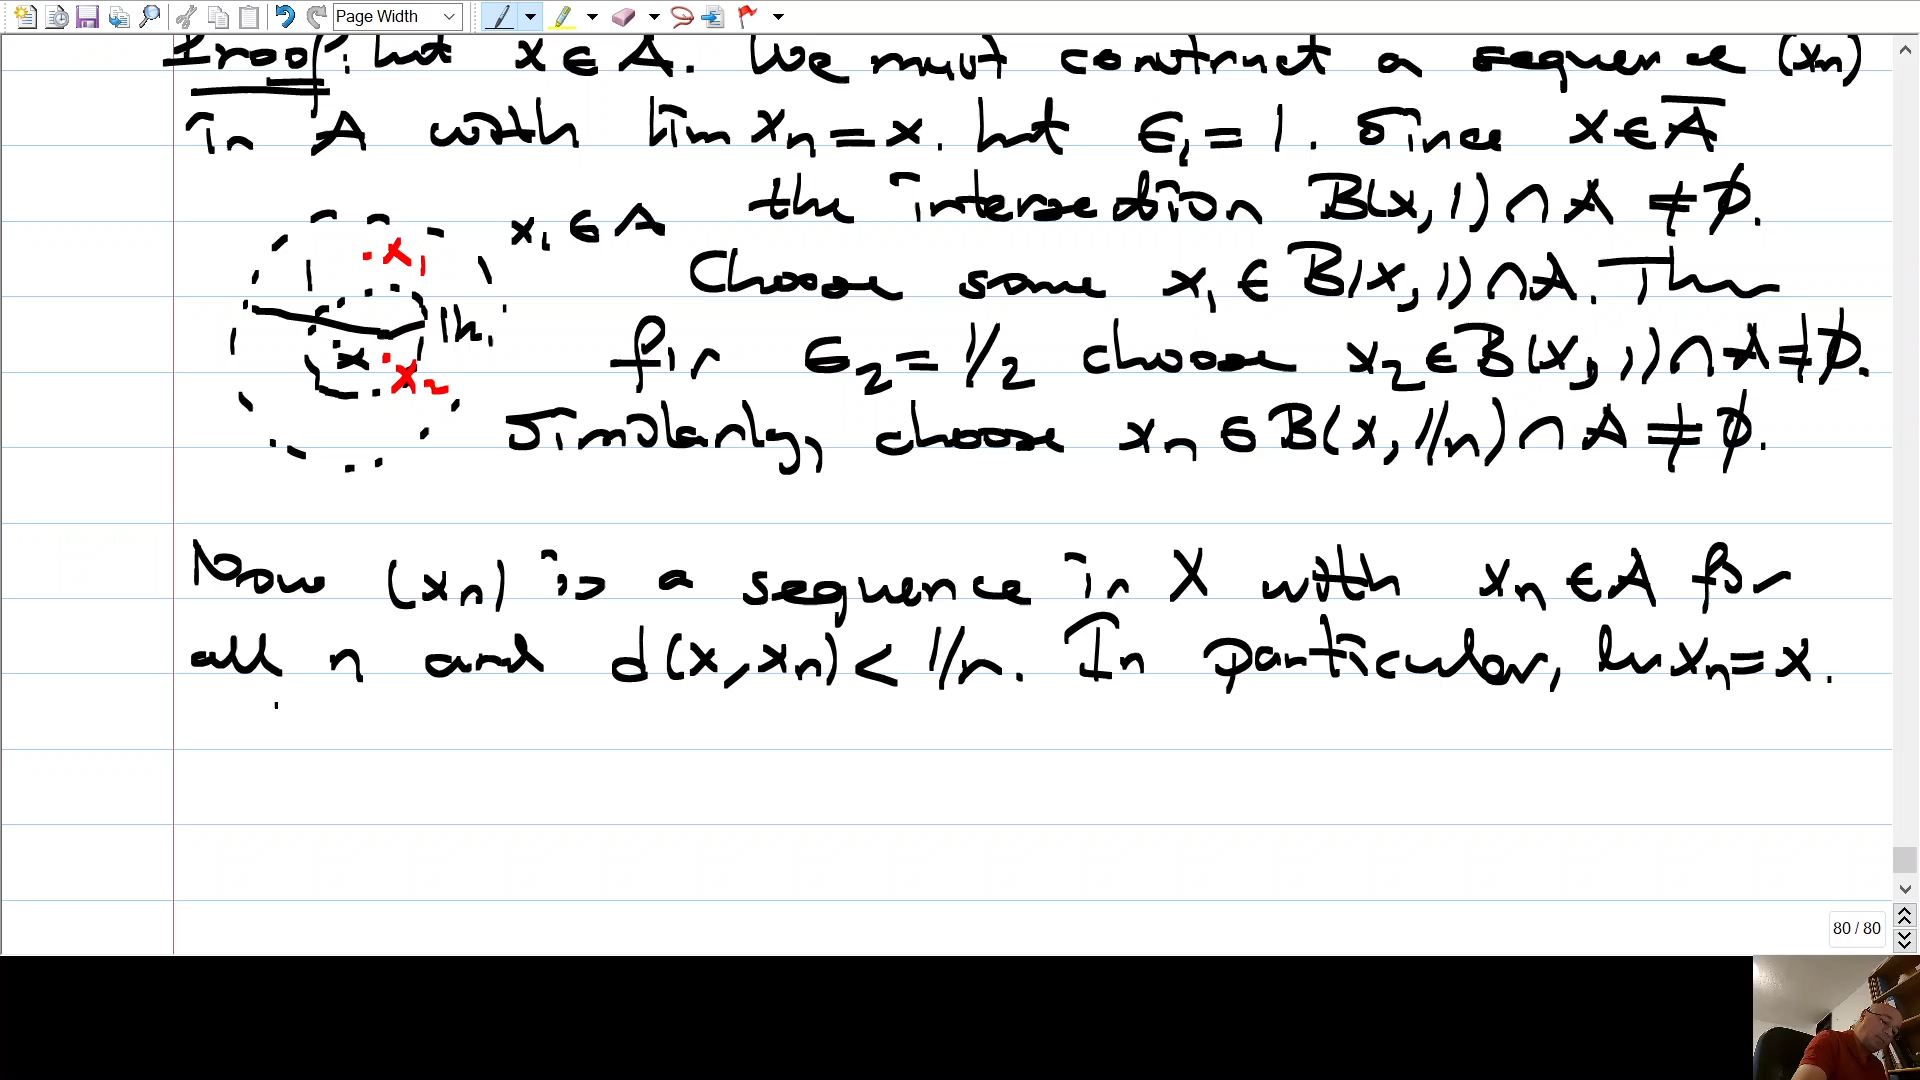 Page Width
Proof: Let x ∈ A. We must construct a sequence (xₙ)
in A with lim xₙ = x. Let ϵ₁ = 1. Since x ∈ A̅
x₁ ∈ A the intersection B(x, 1) ∩ A ≠ ∅.
x₁
Choose some x₁ ∈ B(x, 1) ∩ A. Then
x
x₂
for ϵ₂ = 1/2 choose x₂ ∈ B(x, 1) ∩ A ≠ ∅.
Similarly, choose xₙ ∈ B(x, 1/n) ∩ A ≠ ∅.
Now (xₙ) is a sequence in X with xₙ ∈ A for
all n and d(x, xₙ) < 1/n. In particular, lim xₙ = x.
80 / 80